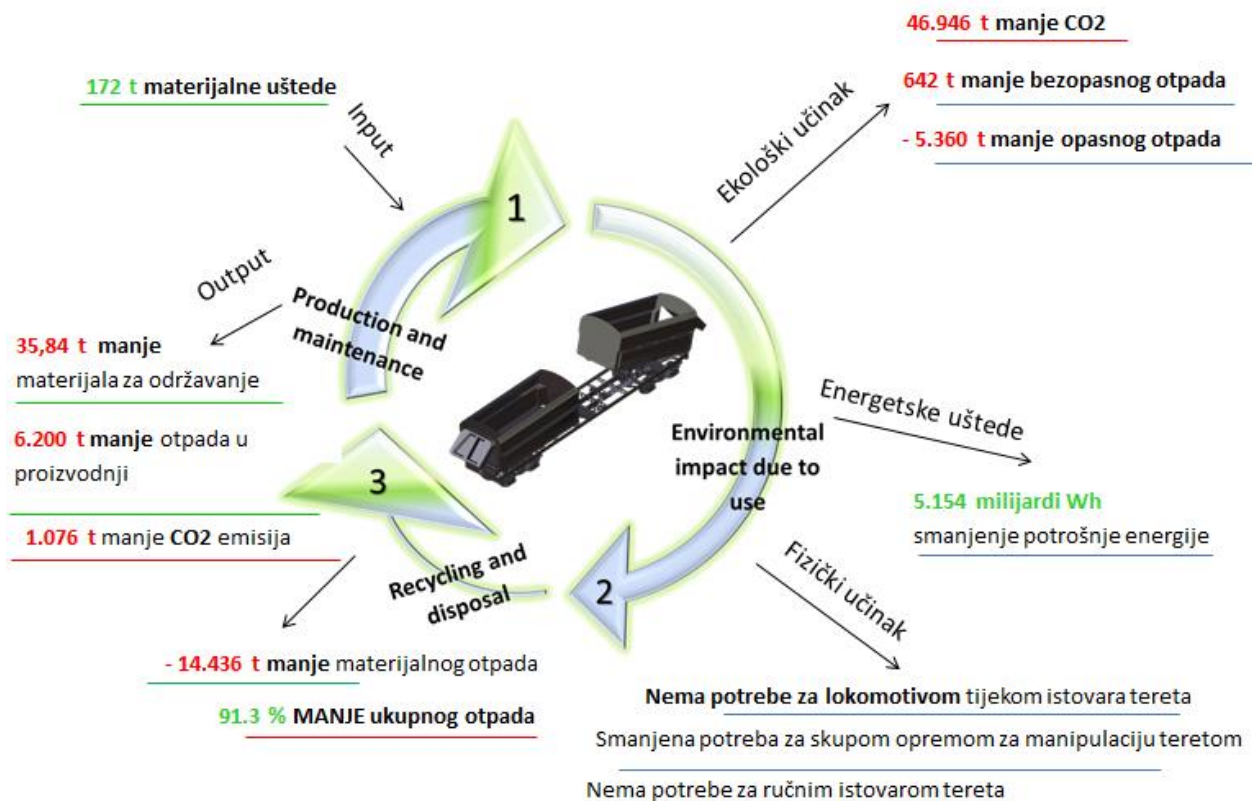 46.946 t manje CO2
642 t manje bezopasnog otpada
- 5.360 t manje opasnog otpada
172 t materijalne uštede
Input
Ekološki učinak
1
Output
Production and
maintenance
35,84 t manje
materijala za održavanje
6.200 t manje otpada u
proizvodnji
1.076 t manje CO2 emisija
Energetske uštede
Environmental
impact due to
use
5.154 milijardi Wh
smanjenje potrošnje energije
3
Recycling and
disposal
2
Fizički učinak
- 14.436 t manje materijalnog otpada
91.3 % MANJE ukupnog otpada
Nema potrebe za lokomotivom tijekom istovara tereta
Smanjena potreba za skupom opremom za manipulaciju teretom
Nema potrebe za ručnim istovarom tereta